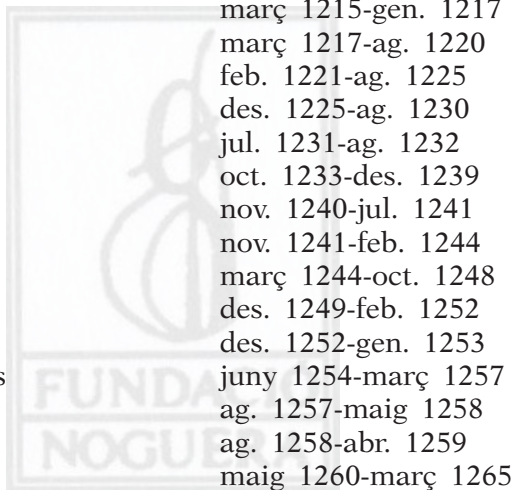 març 1215-gen. 1217
març 1217-ag. 1220
feb. 1221-ag. 1225
des. 1225-ag. 1230
jul. 1231-ag. 1232
oct. 1233-des. 1239
nov. 1240-jul. 1241
nov. 1241-feb. 1244
març 1244-oct. 1248
des. 1249-feb. 1252
des. 1252-gen. 1253
s juny 1254-març 1257
ag. 1257-maig 1258
ag. 1258-abr. 1259
maig 1260-març 1265
FUNDACIÓ
NOGUERA